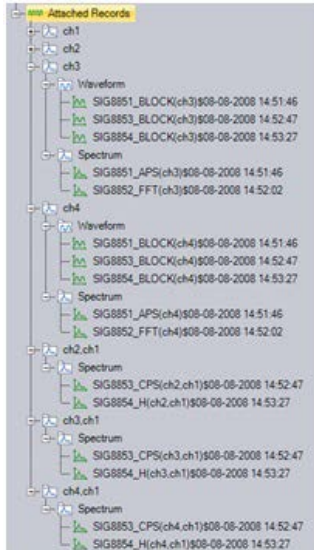 Attached Records
ch1
ch2
ch3
Waveform
SIG8851_BLOCK(ch3)$08-08-2008 14:51:46
SIG8853_BLOCK(ch3)$08-08-2008 14:52:47
SIG8854_BLOCK(ch3)$08-08-2008 14:53:27
Spectrum
SIG8851_APS(ch3)$08-08-2008 14:51:46
SIG8852_FFT(ch3)$08-08-2008 14:52:02
ch4
Waveform
SIG8851_BLOCK(ch4)$08-08-2008 14:51:46
SIG8853_BLOCK(ch4)$08-08-2008 14:52:47
SIG8854_BLOCK(ch4)$08-08-2008 14:53:27
Spectrum
SIG8851_APS(ch4)$08-08-2008 14:51:46
SIG8852_FFT(ch4)$08-08-2008 14:52:02
ch2,ch1
Spectrum
SIG8853_CPS(ch2,ch1)$08-08-2008 14:52:47
SIG8854_H(ch2,ch1)$08-08-2008 14:53:27
ch3,ch1
Spectrum
SIG8853_CPS(ch3,ch1)$08-08-2008 14:52:47
SIG8854_H(ch3,ch1)$08-08-2008 14:53:27
ch4,ch1
Spectrum
SIG8853_CPS(ch4,ch1)$08-08-2008 14:52:47
SIG8854_H(ch4,ch1)$08-08-2008 14:53:27